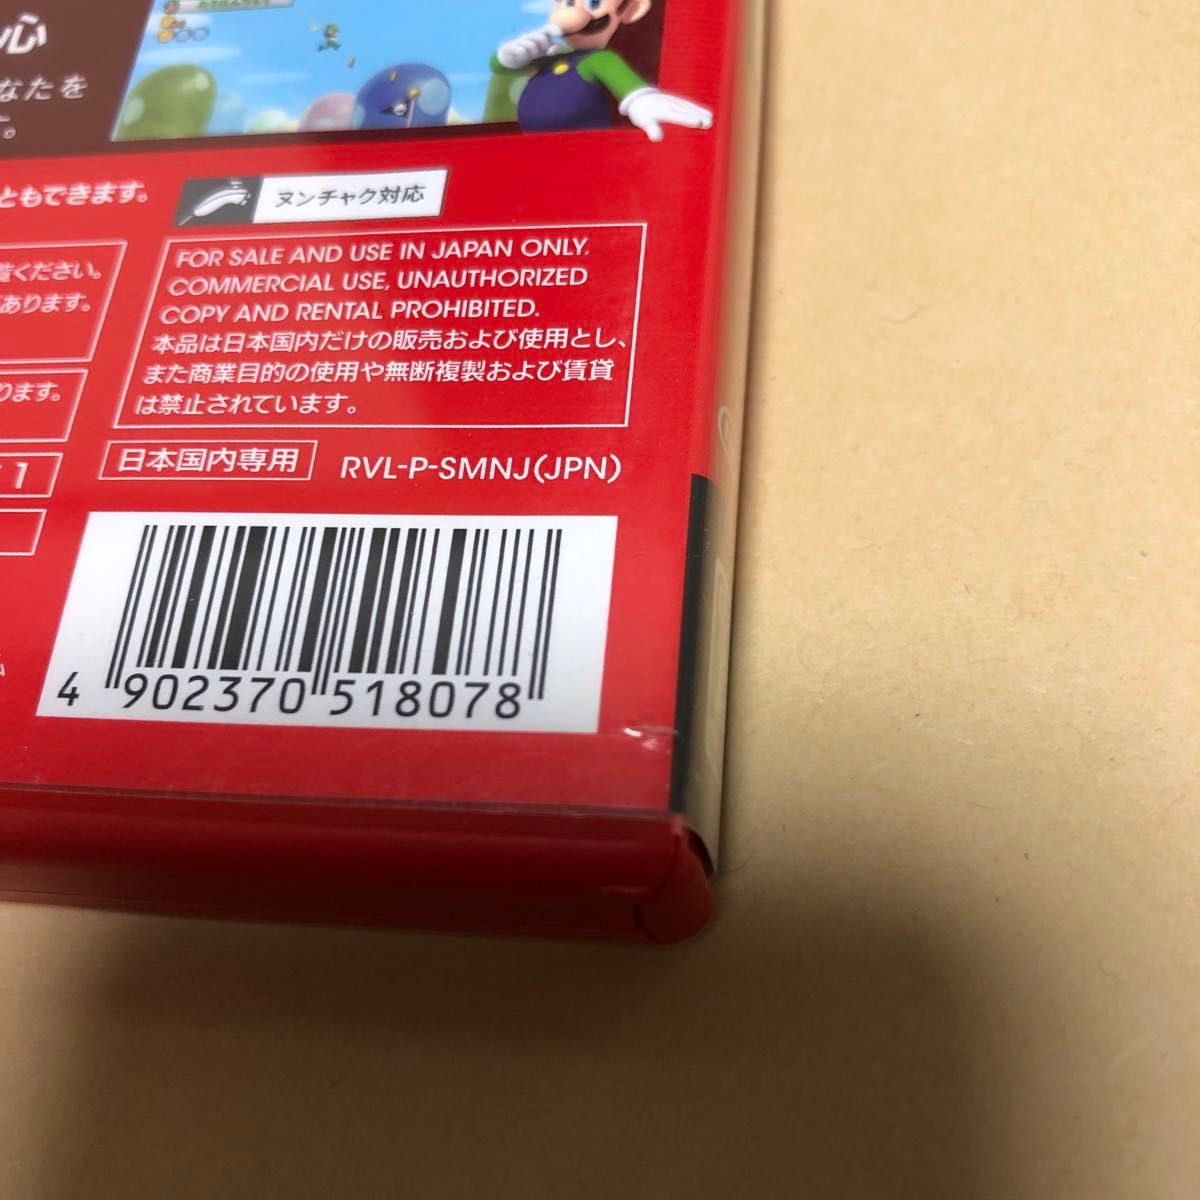 心
なたを
す。
ともできます。
ヌンチャク対応
覧ください。
があります。
ります。
1
FOR SALE AND USE IN JAPAN ONLY.
COMMERCIAL USE, UNAUTHORIZED
COPY AND RENTAL PROHIBITED.
本品は日本国内だけの販売および使用とし、
また商業目的の使用や無断複製および賃貸
は禁止されています。
日本国内専用
RVL-P-SMNJ(JPN)
4 902370 518078